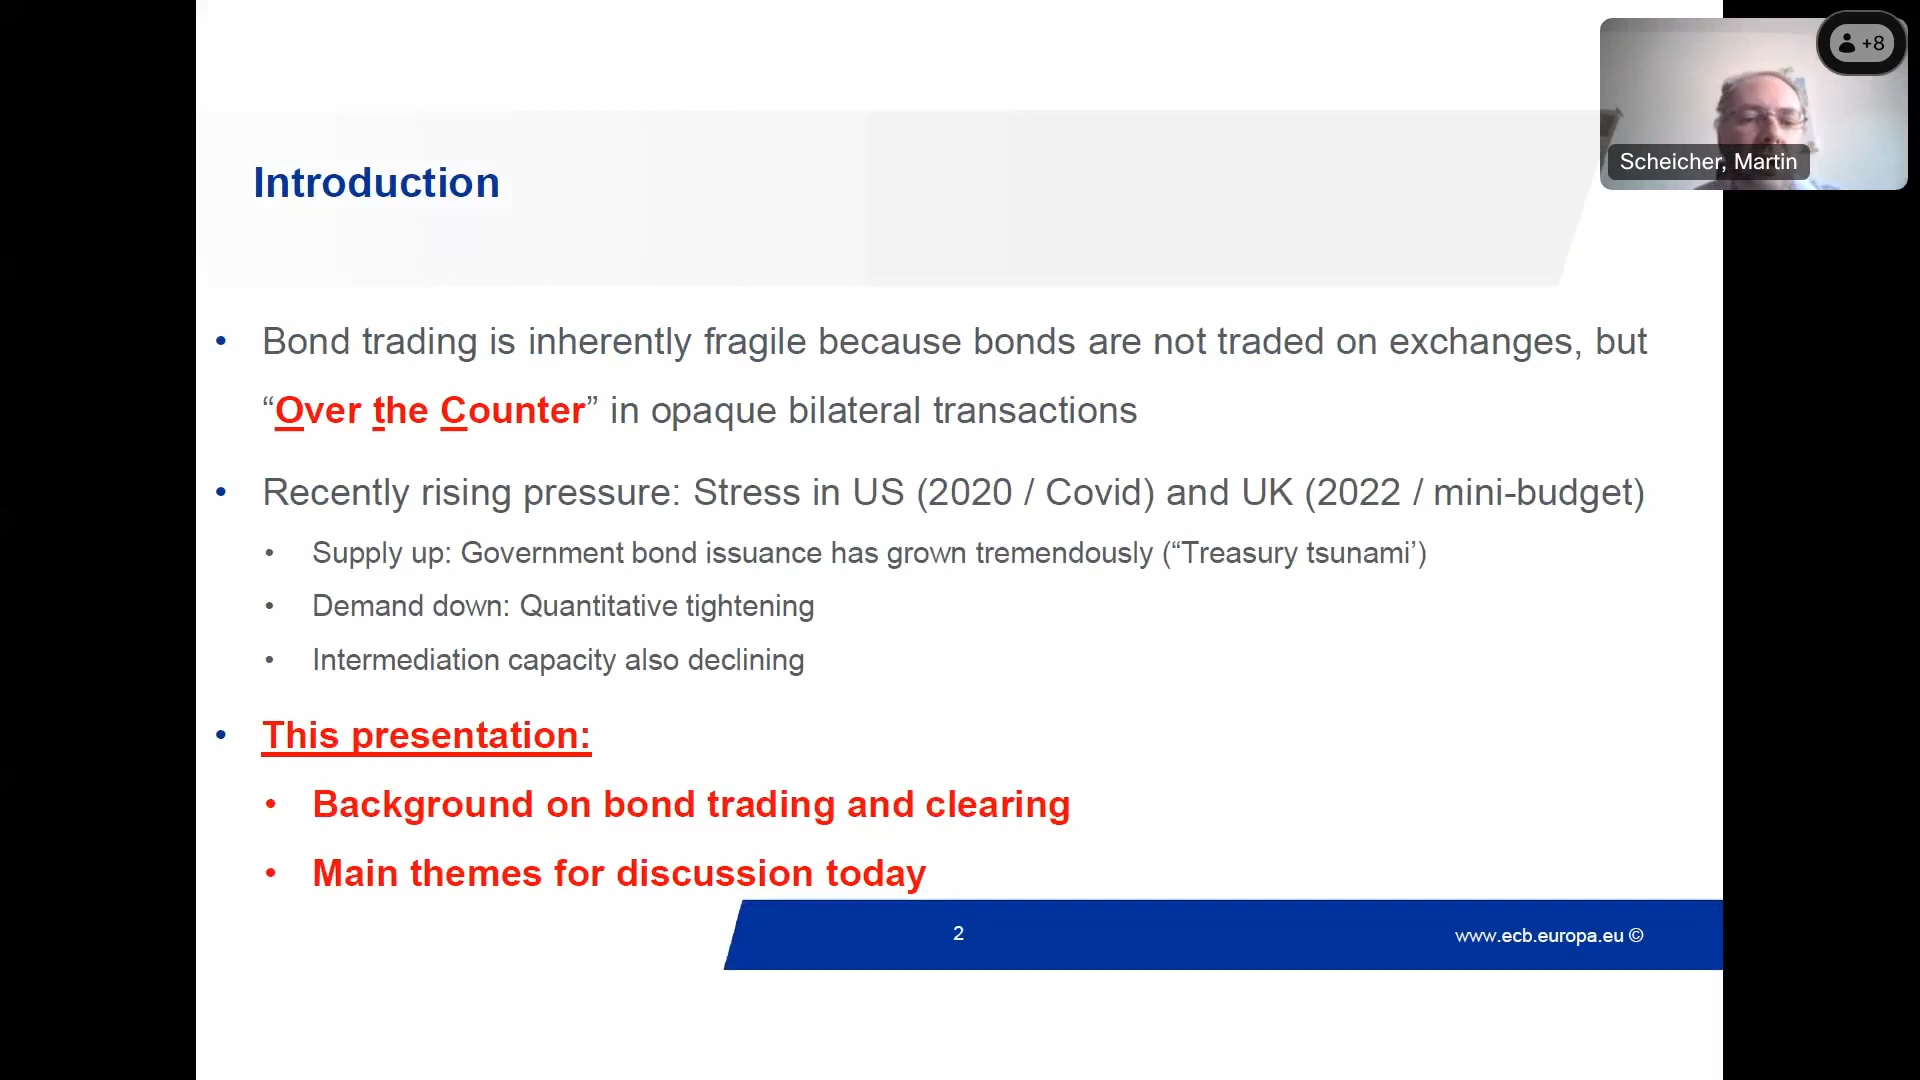 +8
Scheicher, Martin
Introduction
• Bond trading is inherently fragile because bonds are not traded on exchanges, but
“Over the Counter” in opaque bilateral transactions
• Recently rising pressure: Stress in US (2020 / Covid) and UK (2022 / mini-budget)
• Supply up: Government bond issuance has grown tremendously (“Treasury tsunami’)
• Demand down: Quantitative tightening
• Intermediation capacity also declining
• This presentation:
• Background on bond trading and clearing
• Main themes for discussion today
2
www.ecb.europa.eu ©